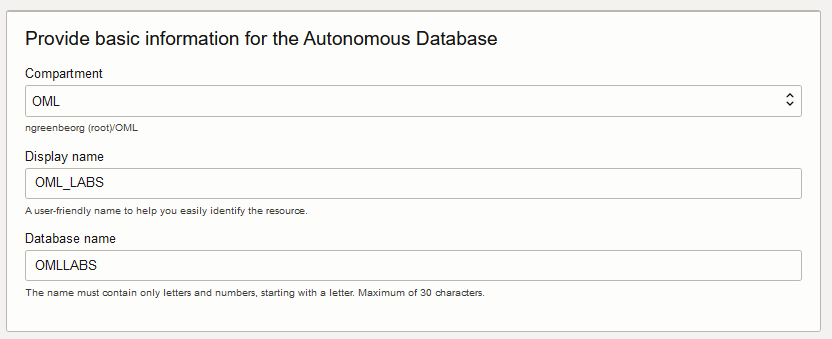 Provide basic information for the Autonomous Database
Compartment
OML
ngreenbeorg (root)/OML
Display name
OML_LABS
A user-friendly name to help you easily identify the resource.
Database name
OMLLABS
The name must contain only letters and numbers, starting with a letter. Maximum of 30 characters.